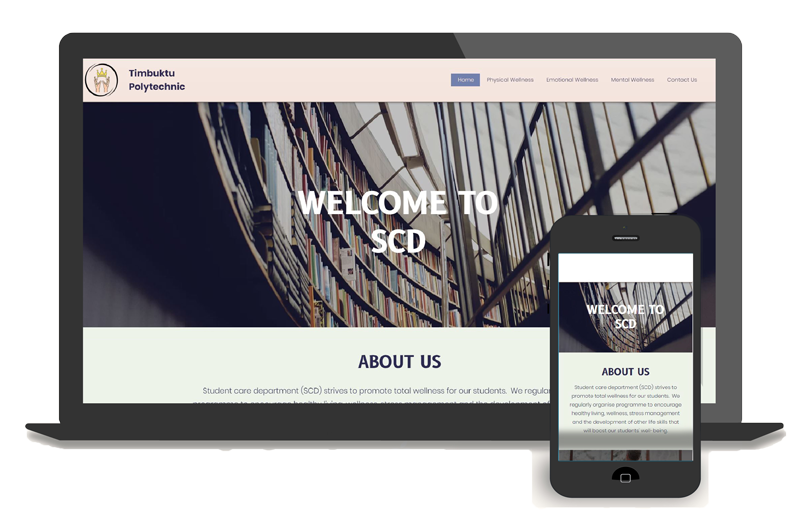 Timbuktu
Polytechnic
Home Physical Wellness Emotional Wellness Mental Wellness Contact Us
WELCOME TO
SCD
ABOUT US
Student care department (SCD) strives to promote total wellness for our students. We regular
WELCOME TO
SCD
ABOUT US
Student care department (SCD) strives to
promote total wellness for our students. We
regularly organise programme to encourage
healthy living, wellness, stress management
and the development of other life skills that
will boost our students' well-being.